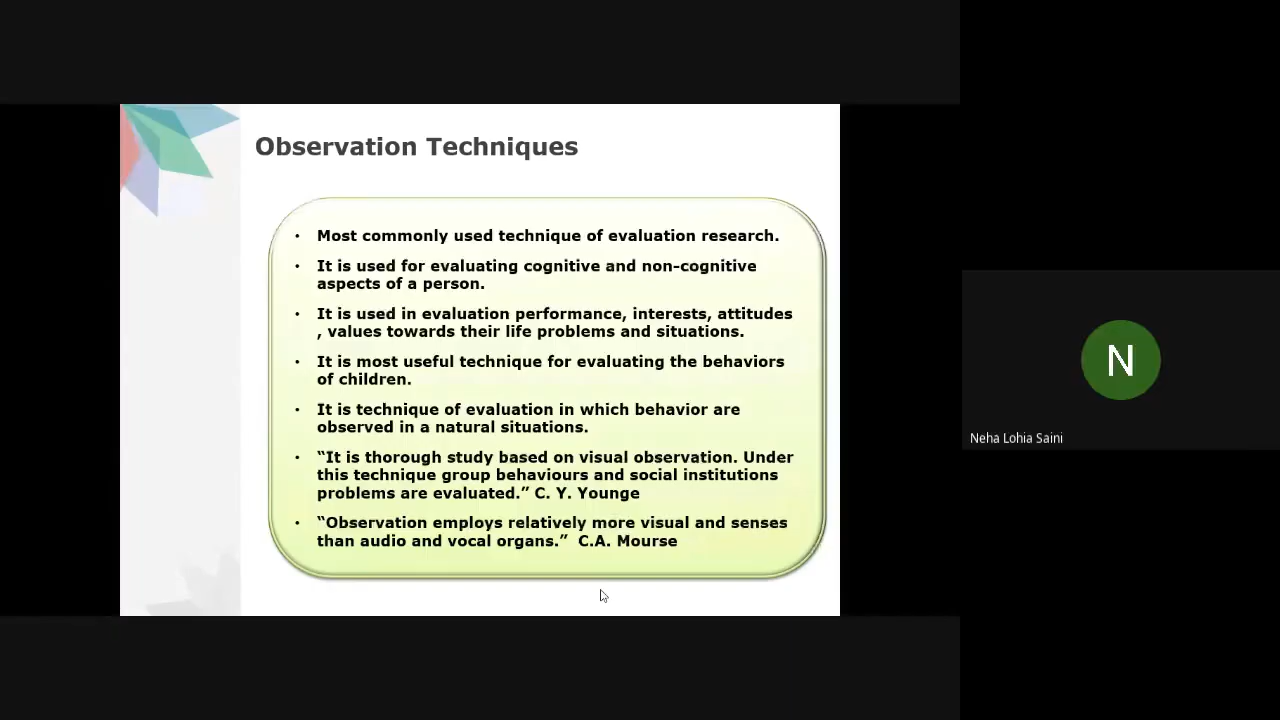 Observation Techniques
• Most commonly used technique of evaluation research.
• It is used for evaluating cognitive and non-cognitive
aspects of a person.
• It is used in evaluation performance, interests, attitudes
, values towards their life problems and situations.
• It is most useful technique for evaluating the behaviors
of children.
• It is technique of evaluation in which behavior are
observed in a natural situations.
• “It is thorough study based on visual observation. Under
this technique group behaviours and social institutions
problems are evaluated.” C. Y. Younge
• “Observation employs relatively more visual and senses
than audio and vocal organs.” C.A. Mourse
N
Neha Lohia Saini